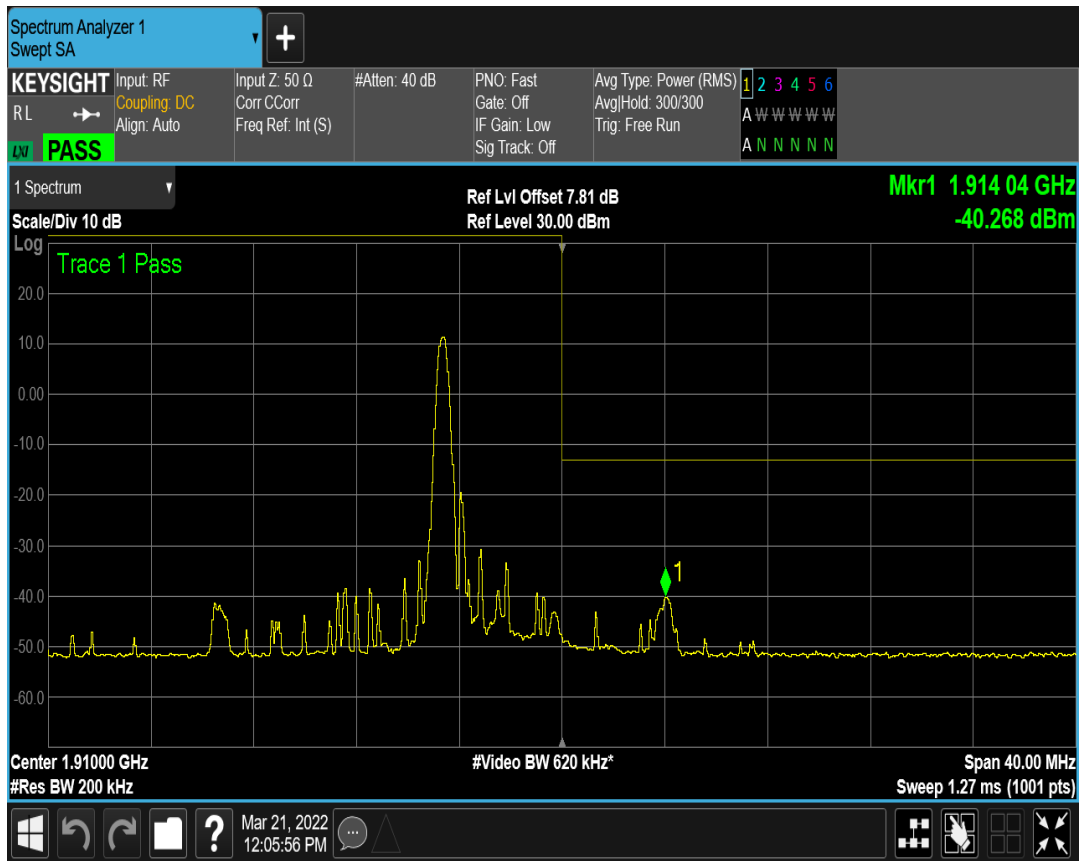 Spectrum Analyzer 1
Swept SA
+
KEYSIGHT
RL
LXI PASS
Input: RF
Coupling: DC
Align: Auto
Input Z: 50 Ω
Corr CCorr
Freq Ref: Int (S)
#Atten: 40 dB
PNO: Fast
Gate: Off
IF Gain: Low
Sig Track: Off
Avg Type: Power (RMS)
Avg|Hold: 300/300
Trig: Free Run
1 2 3 4 5 6
A W W W W W
A N N N N N
1 Spectrum
Scale/Div 10 dB
Ref Lvl Offset 7.81 dB
Ref Level 30.00 dBm
Mkr1 1.914 04 GHz
-40.268 dBm
Log
Trace 1 Pass
20.0
10.0
0.00
-10.0
-20.0
-30.0
-40.0
-50.0
-60.0
1
Center 1.91000 GHz
#Res BW 200 kHz
#Video BW 620 kHz*
Span 40.00 MHz
Sweep 1.27 ms (1001 pts)
?
Mar 21, 2022
12:05:56 PM